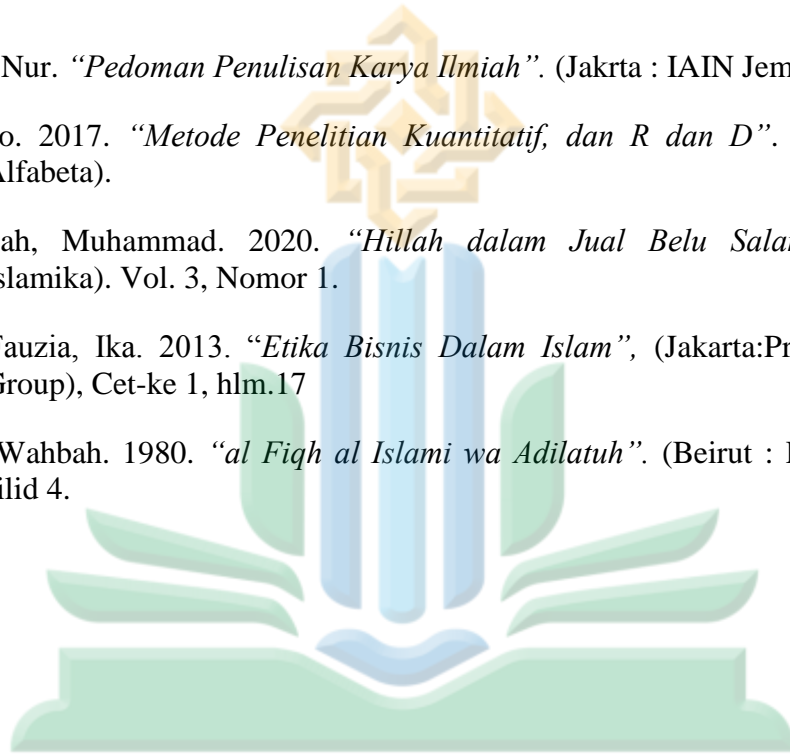 Nur. “Pedoman Penulisan Karya Ilmiah”. (Jakrta : IAIN Jem
o. 2017. “Metode Penelitian Kuantitatif, dan R dan D”.
Alfabeta).
ah, Muhammad. 2020. “Hillah dalam Jual Belu Salam
slamika). Vol. 3, Nomor 1.
Fauzia, Ika. 2013. “Etika Bisnis Dalam Islam”, (Jakarta:Pr
Group), Cet-ke 1, hlm.17
Wahbah. 1980. “al Fiqh al Islami wa Adilatuh”. (Beirut :
ilid 4.